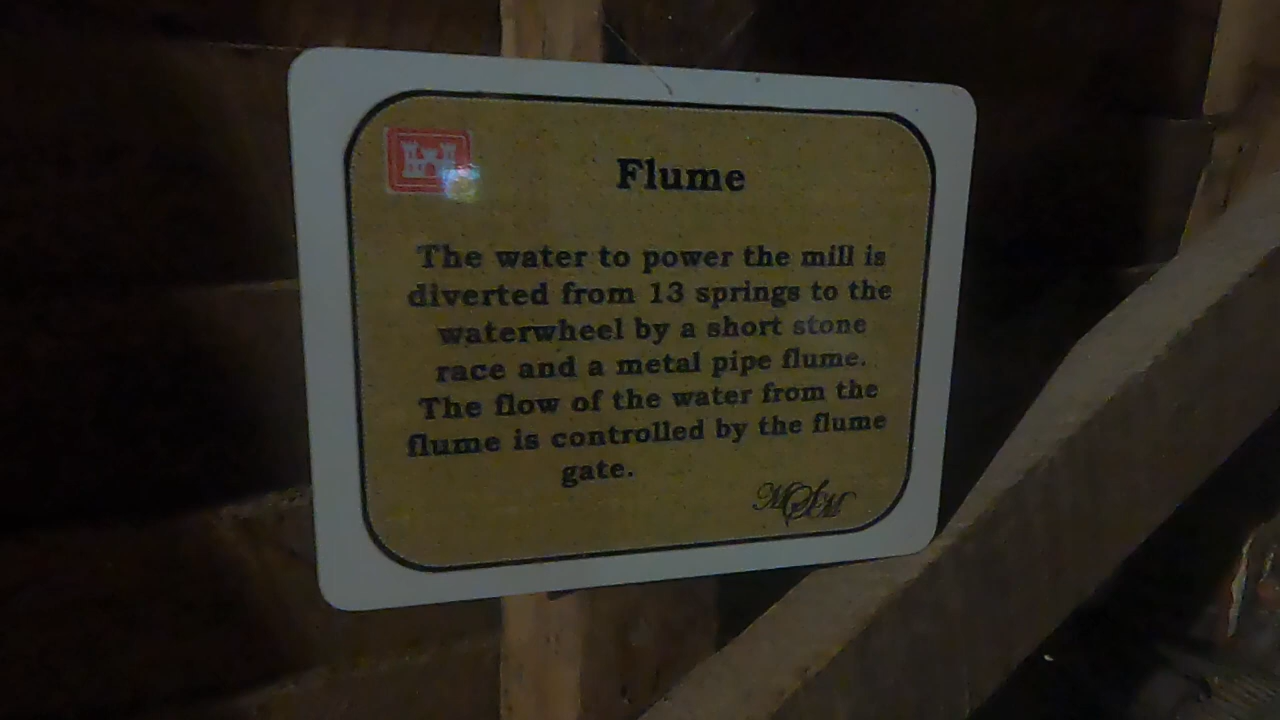 Flume
The water to power the mill is
diverted from 13 springs to the
waterwheel by a short stone
race and a metal pipe flume.
The flow of the water from the
flume is controlled by the flume
gate.
MSM